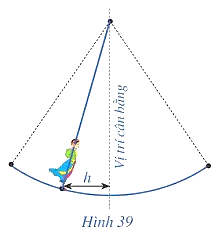 Vị trí cân bằng
h
Hình 39